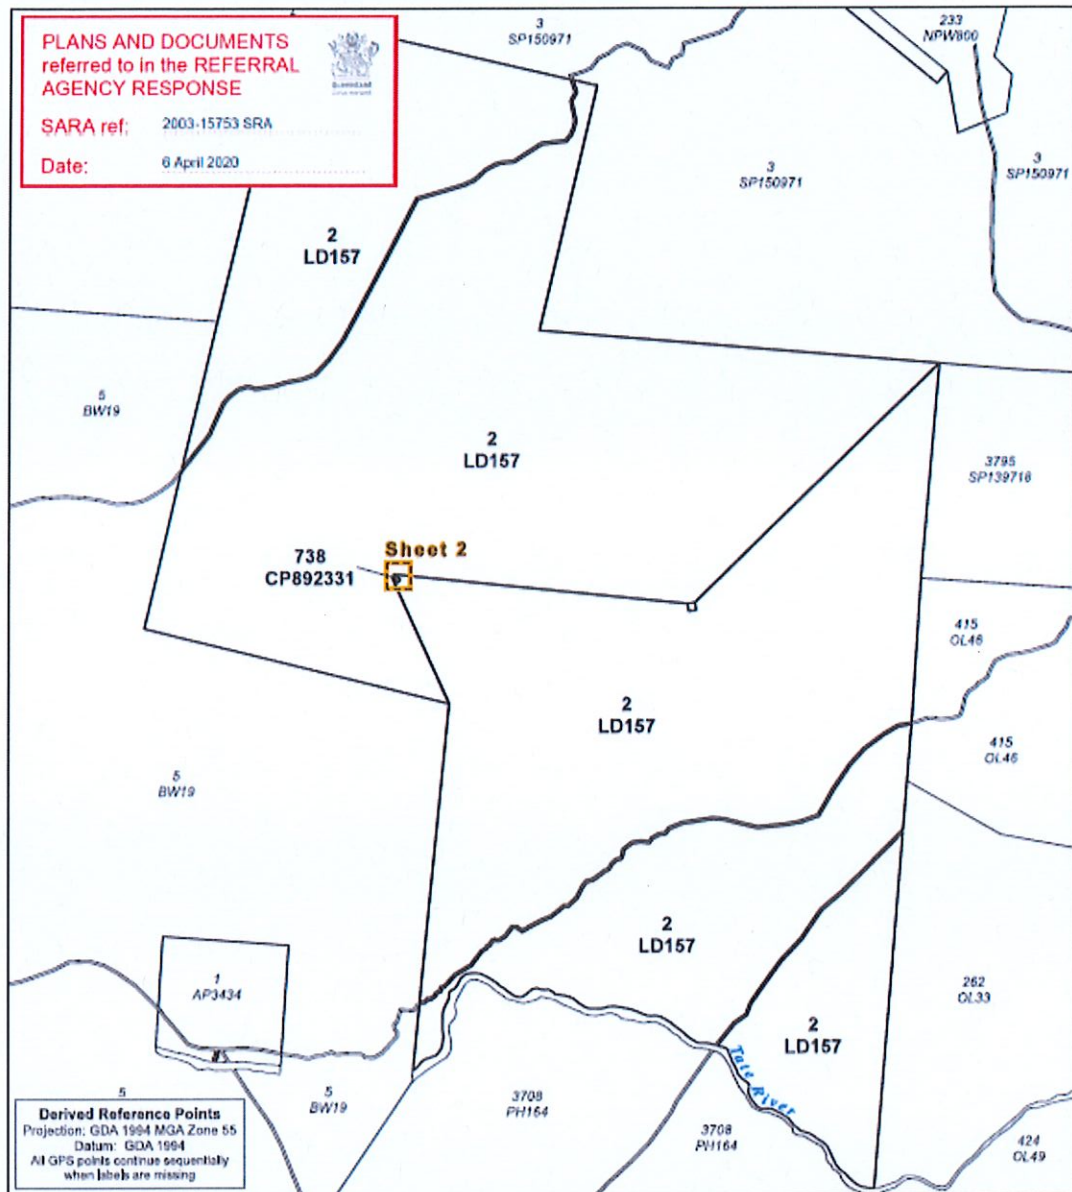 PLANS AND DOCUMENTS
referred to in the REFERRAL
AGENCY RESPONSE
Queensland
Government
SARA ref: 2003-15753 SRA
Date: 6 April 2020
3
SP150971
233
NPW800
3
SP150971
3
SP150971
2
LD157
5
BW19
2
LD157
3795
SP139718
738
CP892331
Sheet 2
415
OL46
2
LD157
415
OL46
5
BW19
2
LD157
1
AP3434
262
OL33
2
LD157
Tate River
5
5
BW19
3708
PH164
3708
PH164
424
OL49
Derived Reference Points
Projection: GDA 1994 MGA Zone 55
Datum: GDA 1994
All GPS points continue sequentially
when labels are missing